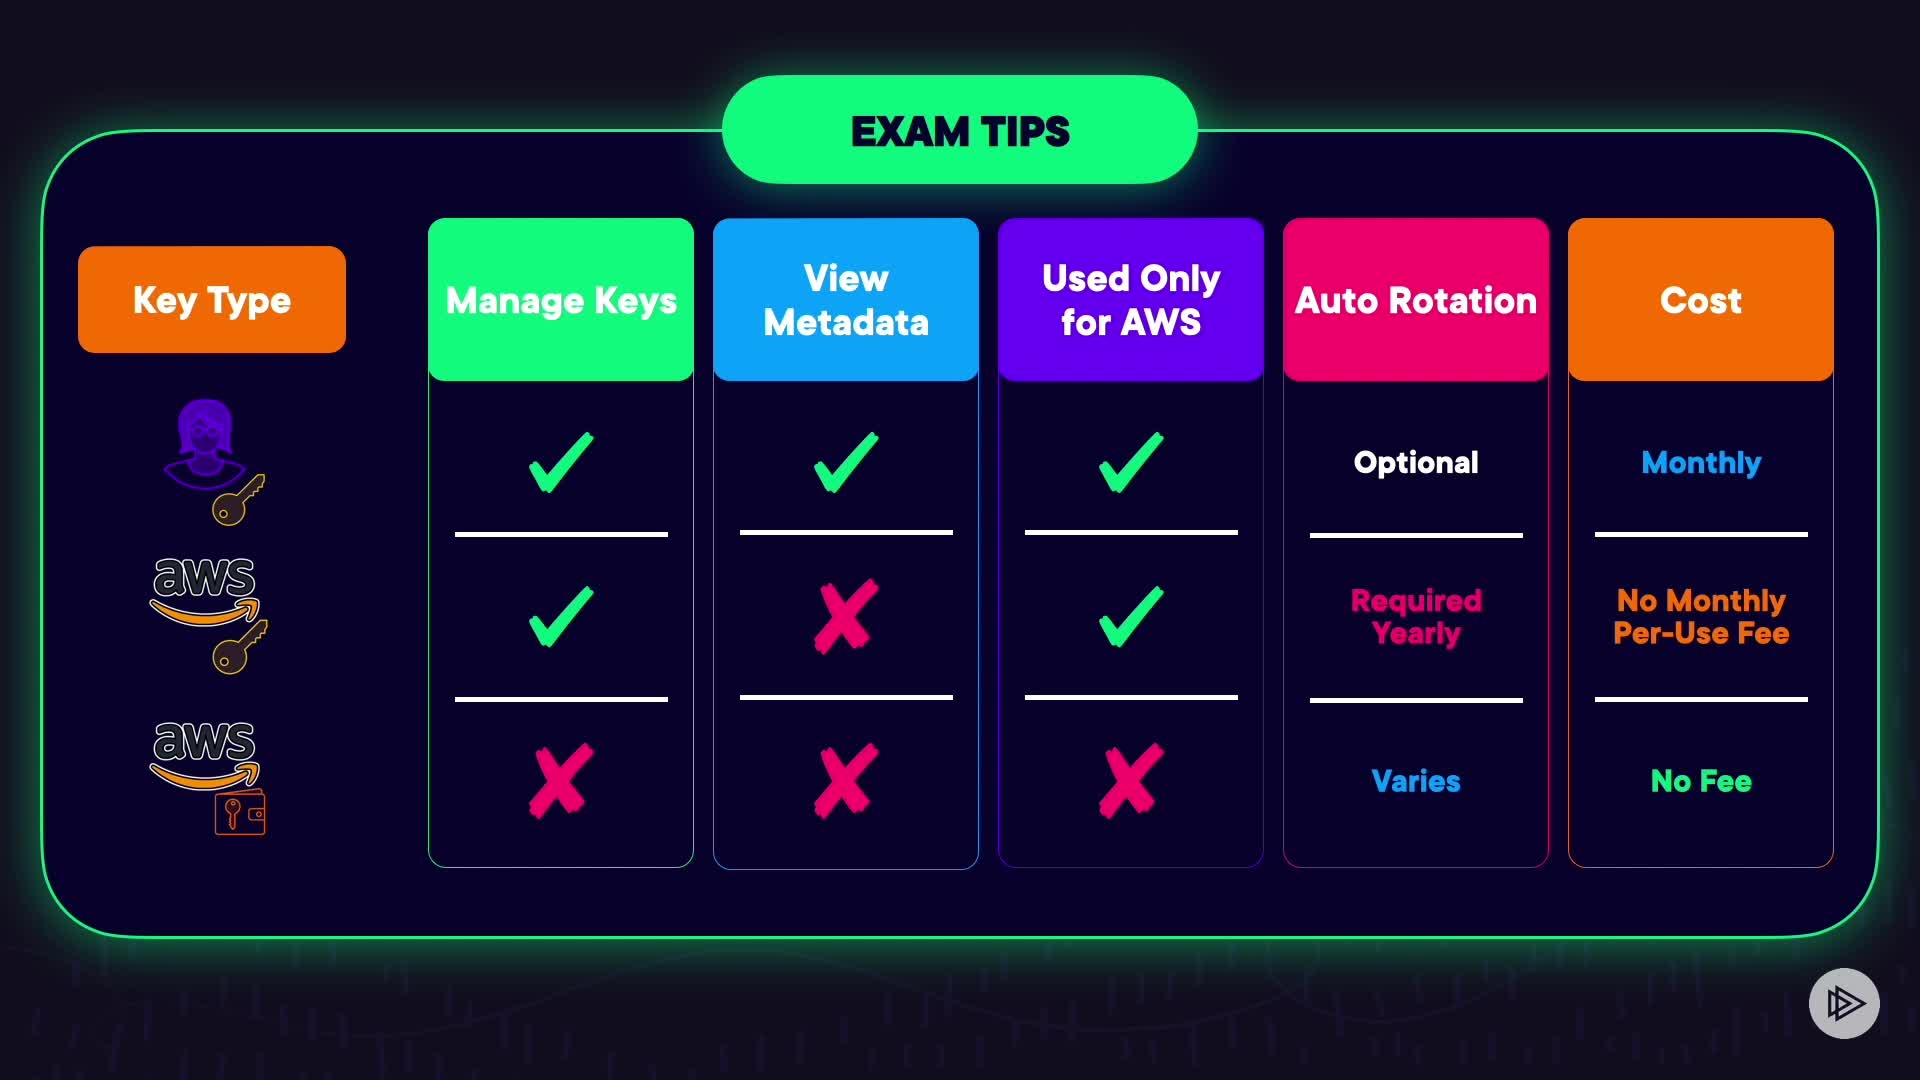 EXAM TIPS
Key Type
Manage Keys
View
Metadata
Used Only
for AWS
Auto Rotation
Cost
Optional
Monthly
aws
Required
Yearly
No Monthly
Per-Use Fee
aws
Varies
No Fee